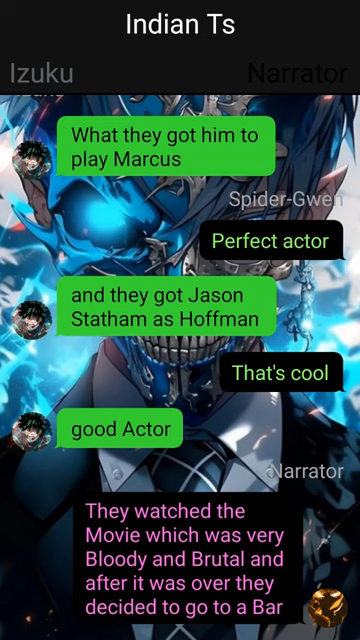 Indian Ts
Izuku
Narrator
What they got him to
play Marcus
Spider-Gwen
Perfect actor
and they got Jason
Statham as Hoffman
That's cool
good Actor
Narrator
They watched the
Movie which was very
Bloody and Brutal and
after it was over they
decided to go to a Bar